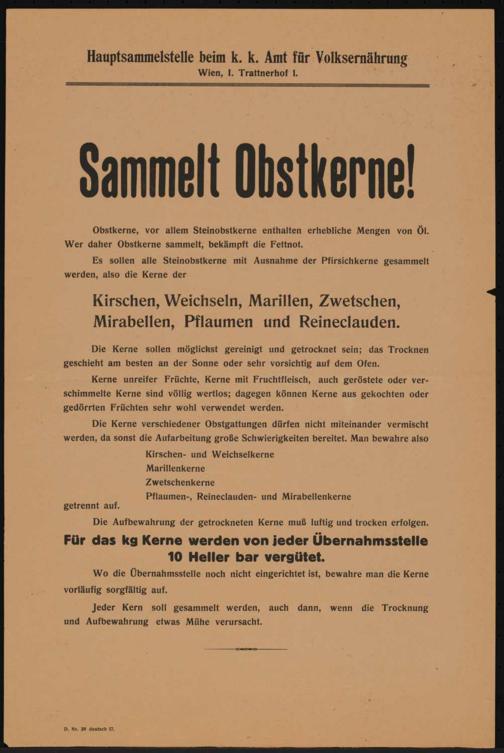 Hauptsammelstelle beim k. k. Amt für Volksernährung
Wien, I. Trattnerhof 1.
Sammelt Obstkerne!
Obstkerne, vor allem Steinobstkerne enthalten erhebliche Mengen von Öl.
Wer daher Obstkerne sammelt, bekämpft die Fettnot.
Es sollen alle Steinobstkerne mit Ausnahme der Pfirsichkerne gesammelt
werden, also die Kerne der
Kirschen, Weichseln, Marillen, Zwetschen,
Mirabellen, Pflaumen und Reineclauden.
Die Kerne sollen möglichst gereinigt und getrocknet sein; das Trocknen
geschieht am besten an der Sonne oder sehr vorsichtig auf dem Ofen.
Kerne unreifer Früchte, Kerne mit Fruchtfleisch, auch geröstete oder ver-
schimmelte Kerne sind völlig wertlos; dagegen können Kerne aus gekochten oder
gedörrten Früchten sehr wohl verwendet werden.
Die Kerne verschiedener Obstgattungen dürfen nicht miteinander vermischt
werden, da sonst die Aufarbeitung große Schwierigkeiten bereitet. Man bewahre also
Kirschen- und Weichselkerne
Marillenkerne
Zwetschenkerne
Pflaumen-, Reineclauden- und Mirabellenkerne
getrennt auf.
Die Aufbewahrung der getrockneten Kerne muß luftig und trocken erfolgen.
Für das kg Kerne werden von jeder Übernahmsstelle
10 Heller bar vergütet.
Wo die Übernahmsstelle noch nicht eingerichtet ist, bewahre man die Kerne
vorläufig sorgfältig auf.
Jeder Kern soll gesammelt werden, auch dann, wenn die Trocknung
und Aufbewahrung etwas Mühe verursacht.
D. Nr. 28 deutsch 17.